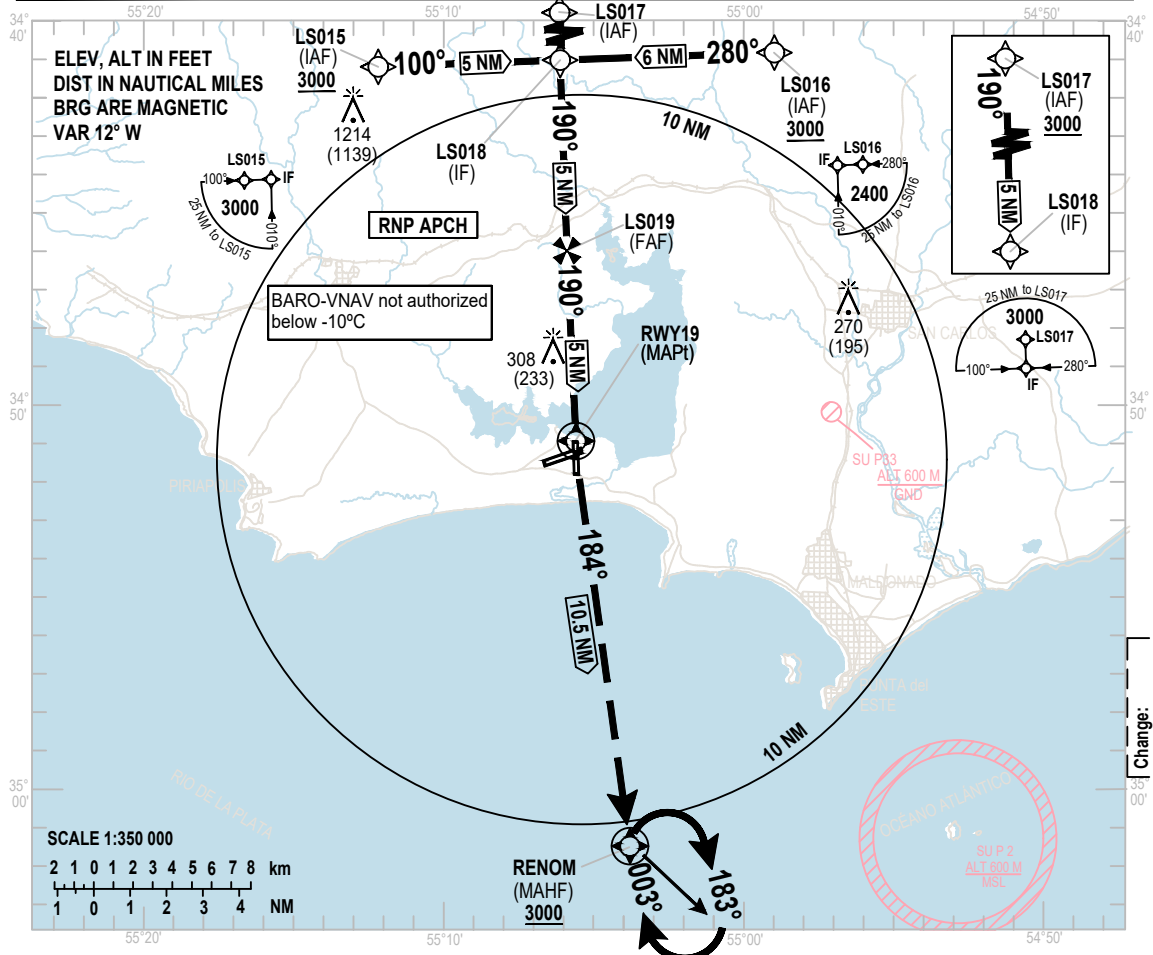 55°20'
55°10'
55°00'
54°50'
34°
40'
34°
40'
ELEV, ALT IN FEET
DIST IN NAUTICAL MILES
BRG ARE MAGNETIC
VAR 12° W
LS015
(IAF)
3000
100°
5 NM
LS017
(IAF)
6 NM
280°
LS016
(IAF)
3000
1214
(1139)
LS018
(IF)
190°
5 NM
10 NM
LS015
100°
IF
3000
010°
25 NM to LS015
LS016
IF
280°
2400
010°
25 NM to LS016
190°
LS017
(IAF)
3000
5 NM
LS018
(IF)
RNP APCH
LS019
(FAF)
190°
BARO-VNAV not authorized
below -10ºC
308
(233)
5 NM
RWY19
(MAPt)
270
(195)
SAN CARLOS
25 NM to LS017
3000
LS017
100°
280°
IF
34°
50'
34°
50'
SU P33
ALT 600 M
GND
PIRIAPOLIS
184°
10.5 NM
MALDONADO
PUNTA del
ESTE
Change:
10 NM
35°
00'
35°
00'
RIO DE LA PLATA
OCEANO ATLÁNTICO
SU P 2
ALT 600 M
MSL
SCALE 1:350 000
2 1 0 1 2 3 4 5 6 7 8 km
1 0 1 2 3 4 NM
RENOM
(MAHF)
3000
003°
183°
55°20'
55°10'
55°00'
54°50'